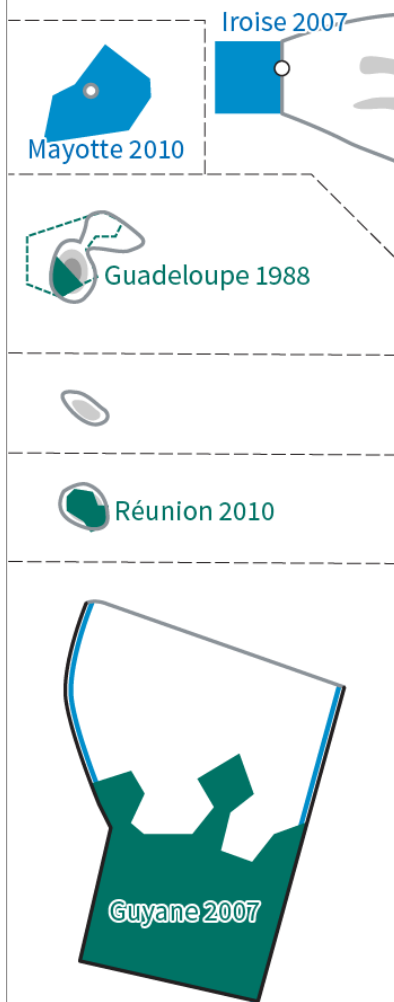 Iroise 2007
Mayotte 2010
Guadeloupe 1988
Réunion 2010
Guyane 2007